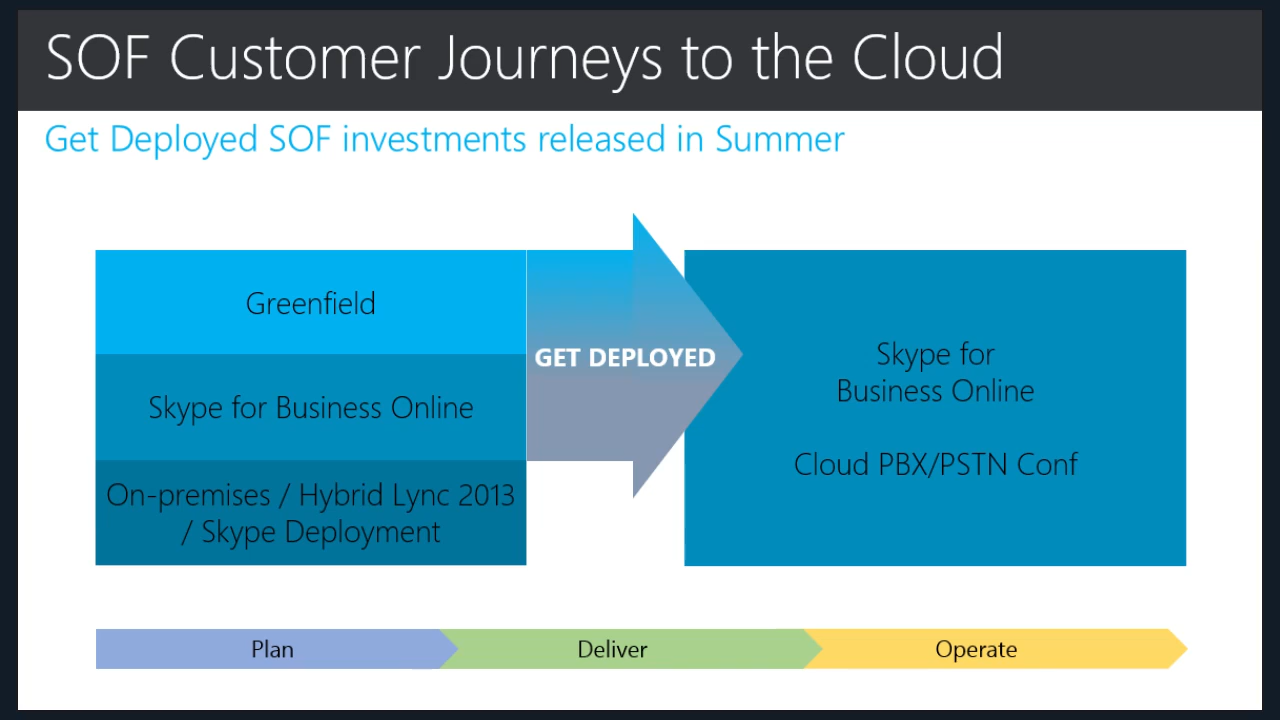 SOF Customer Journeys to the Cloud
Get Deployed SOF investments released in Summer
Greenfield
Skype for Business Online
On-premises / Hybrid Lync 2013
/ Skype Deployment
GET DEPLOYED
Skype for
Business Online
Cloud PBX/PSTN Conf
Plan
Deliver
Operate